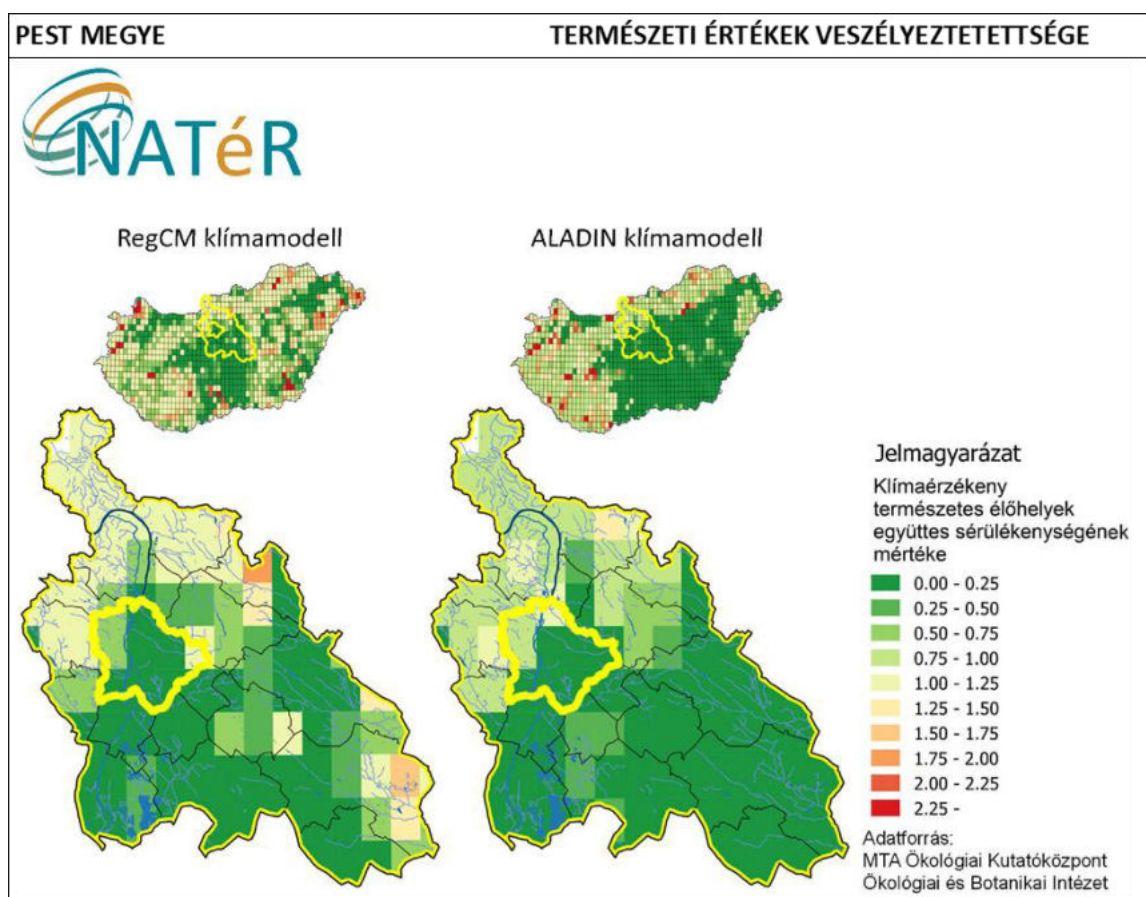 PEST MEGYE
TERMÉSZETI ÉRTÉKEK VESZÉLYEZTETETTSÉGE
NATéR
RegCM klímamodell
ALADIN klímamodell
Jelmagyarázat
Klímaérzékeny
természetes élőhelyek
együttes sérülékenységének
mértéke
0.00 - 0.25
0.25 - 0.50
0.50 - 0.75
0.75 - 1.00
1.00 - 1.25
1.25 - 1.50
1.50 - 1.75
1.75 - 2.00
2.00 - 2.25
2.25 -
Adatforrás:
MTA Ökológiai Kutatóközpont
Ökológiai és Botanikai Intézet